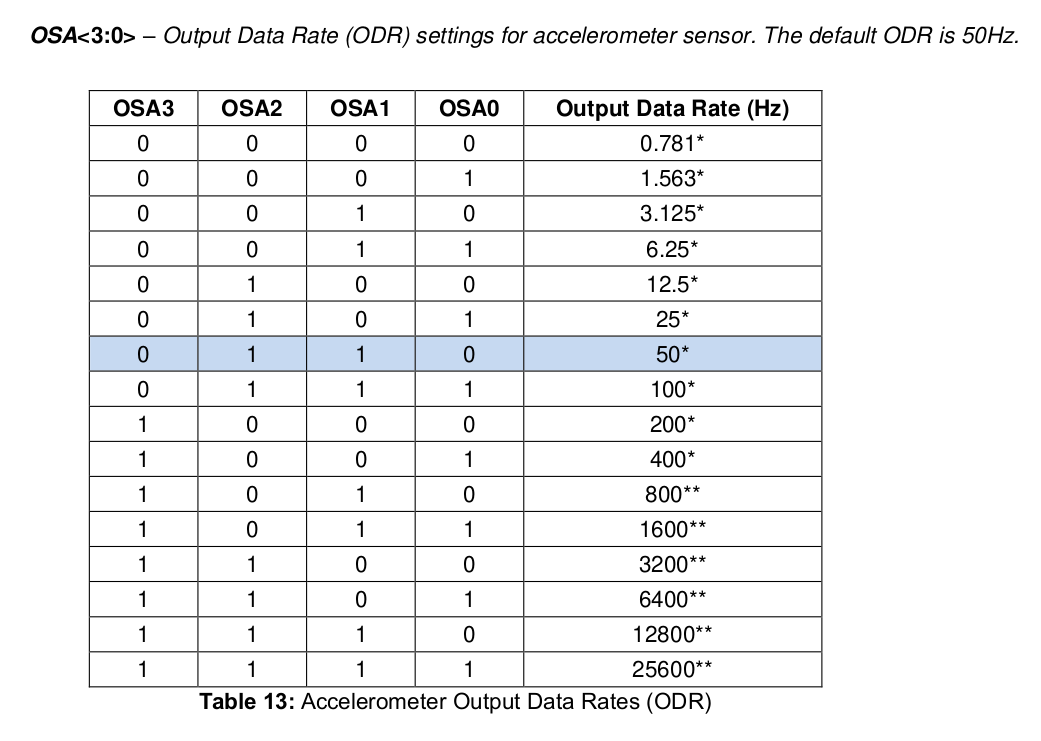 OSA<3:0> – Output Data Rate (ODR) settings for accelerometer sensor. The default ODR is 50Hz.
OSA3 OSA2 OSA1 OSA0 Output Data Rate (Hz)
0 0 0 0 0.781*
0 0 0 1 1.563*
0 0 1 0 3.125*
0 0 1 1 6.25*
0 1 0 0 12.5*
0 1 0 1 25*
0 1 1 0 50*
0 1 1 1 100*
1 0 0 0 200*
1 0 0 1 400*
1 0 1 0 800**
1 0 1 1 1600**
1 1 0 0 3200**
1 1 0 1 6400**
1 1 1 0 12800**
1 1 1 1 25600**
Table 13: Accelerometer Output Data Rates (ODR)